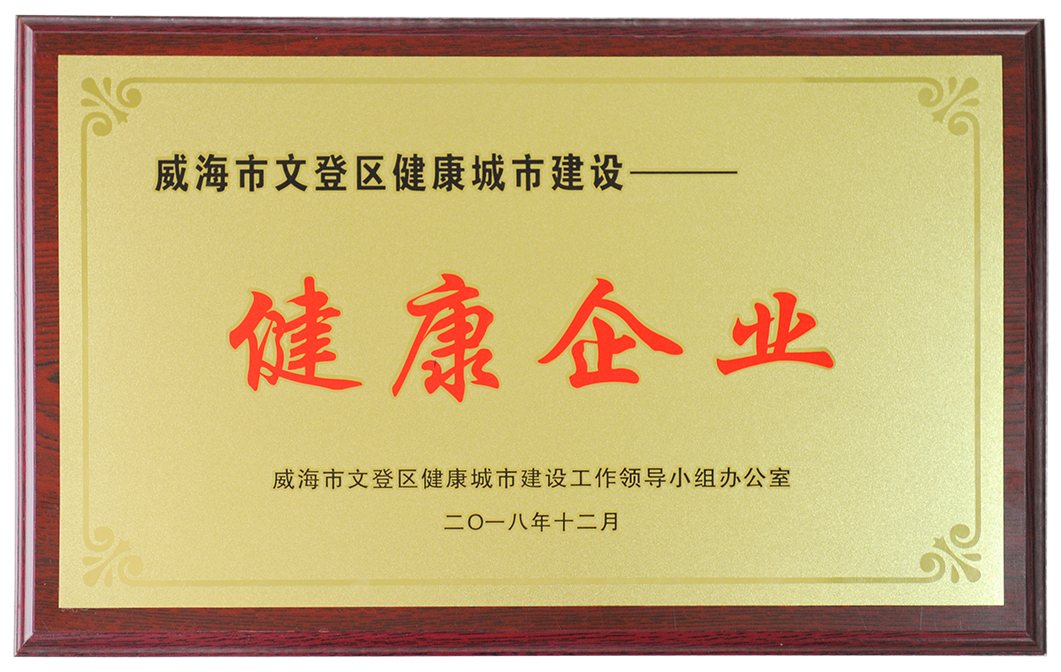 威海市文登区健康城市建设———
健康企业
威海市文登区健康城市建设工作领导小组办公室
二〇一八年十二月